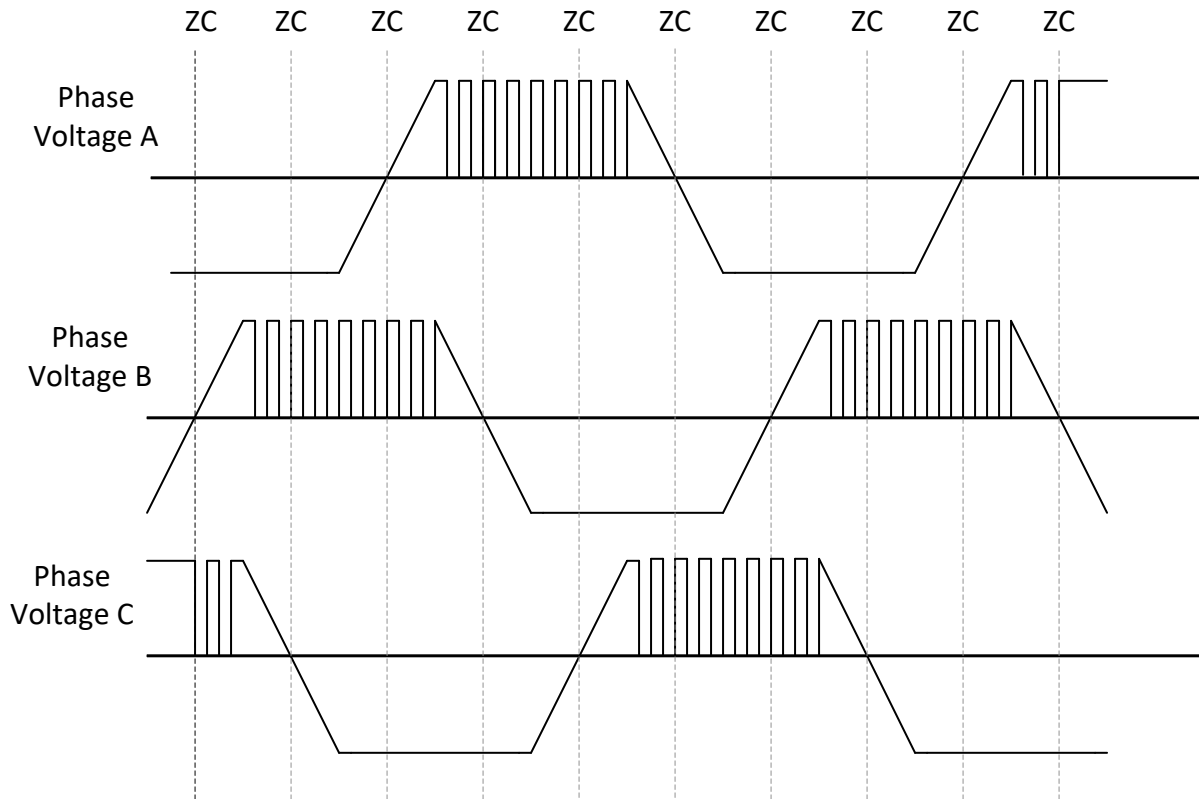 ZC ZC ZC ZC ZC ZC ZC ZC ZC ZC
Phase
Voltage A
Phase
Voltage B
Phase
Voltage C